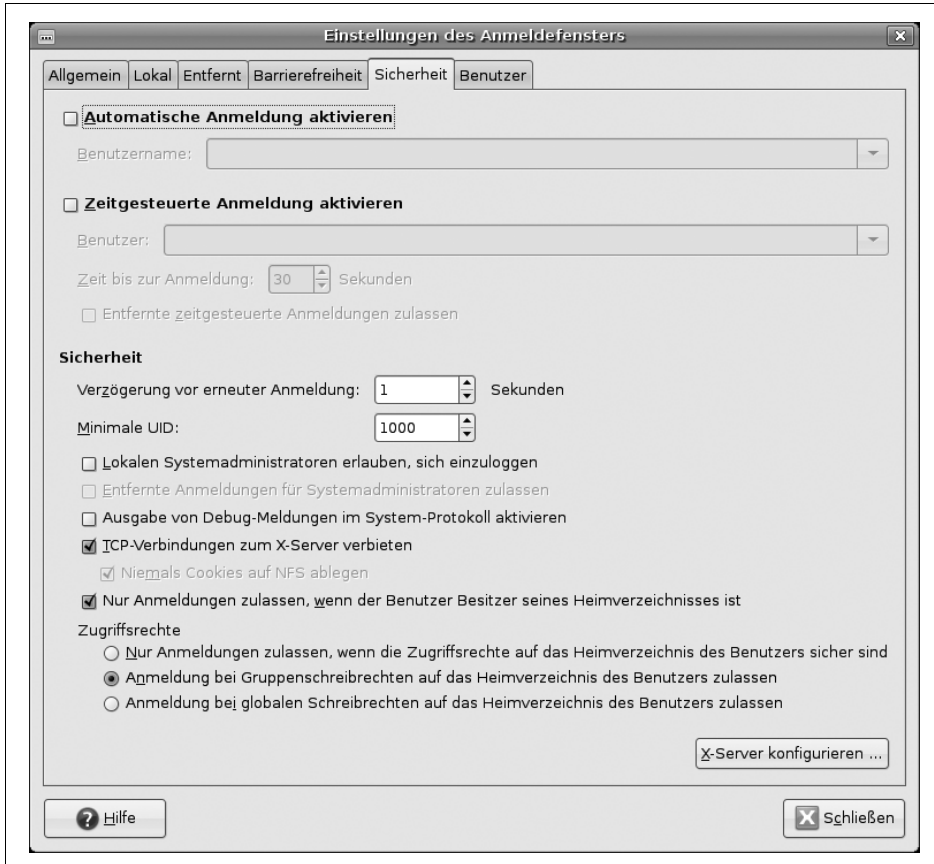 Einstellungen des Anmeldefensters
Allgemein Lokal Entfernt Barrierefreiheit Sicherheit Benutzer
Automatische Anmeldung aktivieren
Benutzername:
Zeitgesteuerte Anmeldung aktivieren
Benutzer:
Zeit bis zur Anmeldung: 30 Sekunden
Entfernte zeitgesteuerte Anmeldungen zulassen
Sicherheit
Verzögerung vor erneuter Anmeldung: 1 Sekunden
Minimale UID: 1000
Lokalen Systemadministratoren erlauben, sich einzuloggen
Entfernte Anmeldungen für Systemadministratoren zulassen
Ausgabe von Debug-Meldungen im System-Protokoll aktivieren
TCP-Verbindungen zum X-Server verbieten
Niemals Cookies auf NFS ablegen
Nur Anmeldungen zulassen, wenn der Benutzer Besitzer seines Heimverzeichnisses ist
Zugriffsrechte
Nur Anmeldungen zulassen, wenn die Zugriffsrechte auf das Heimverzeichnis des Benutzers sicher sind
Anmeldung bei Gruppenschreibrechten auf das Heimverzeichnis des Benutzers zulassen
Anmeldung bei globalen Schreibrechten auf das Heimverzeichnis des Benutzers zulassen
X-Server konfigurieren ...
Hilfe Schließen